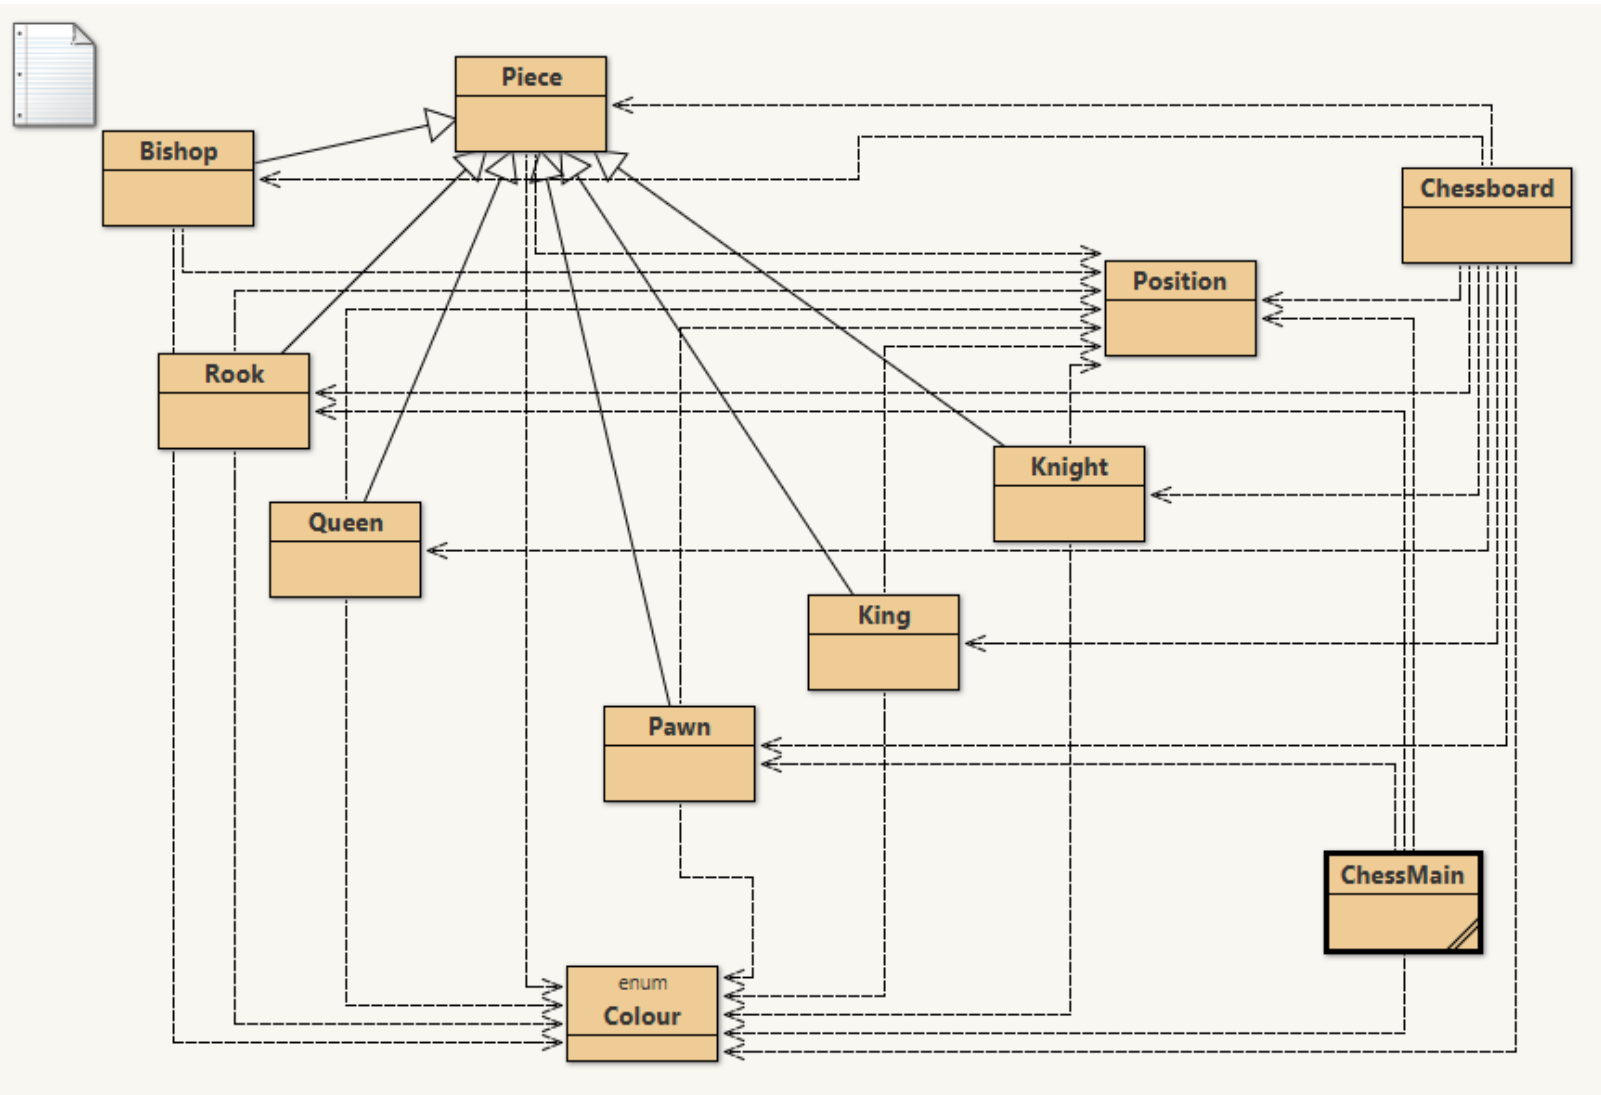 Piece
Bishop
Chessboard
Position
Rook
Knight
Queen
King
Pawn
ChessMain
enum
Colour